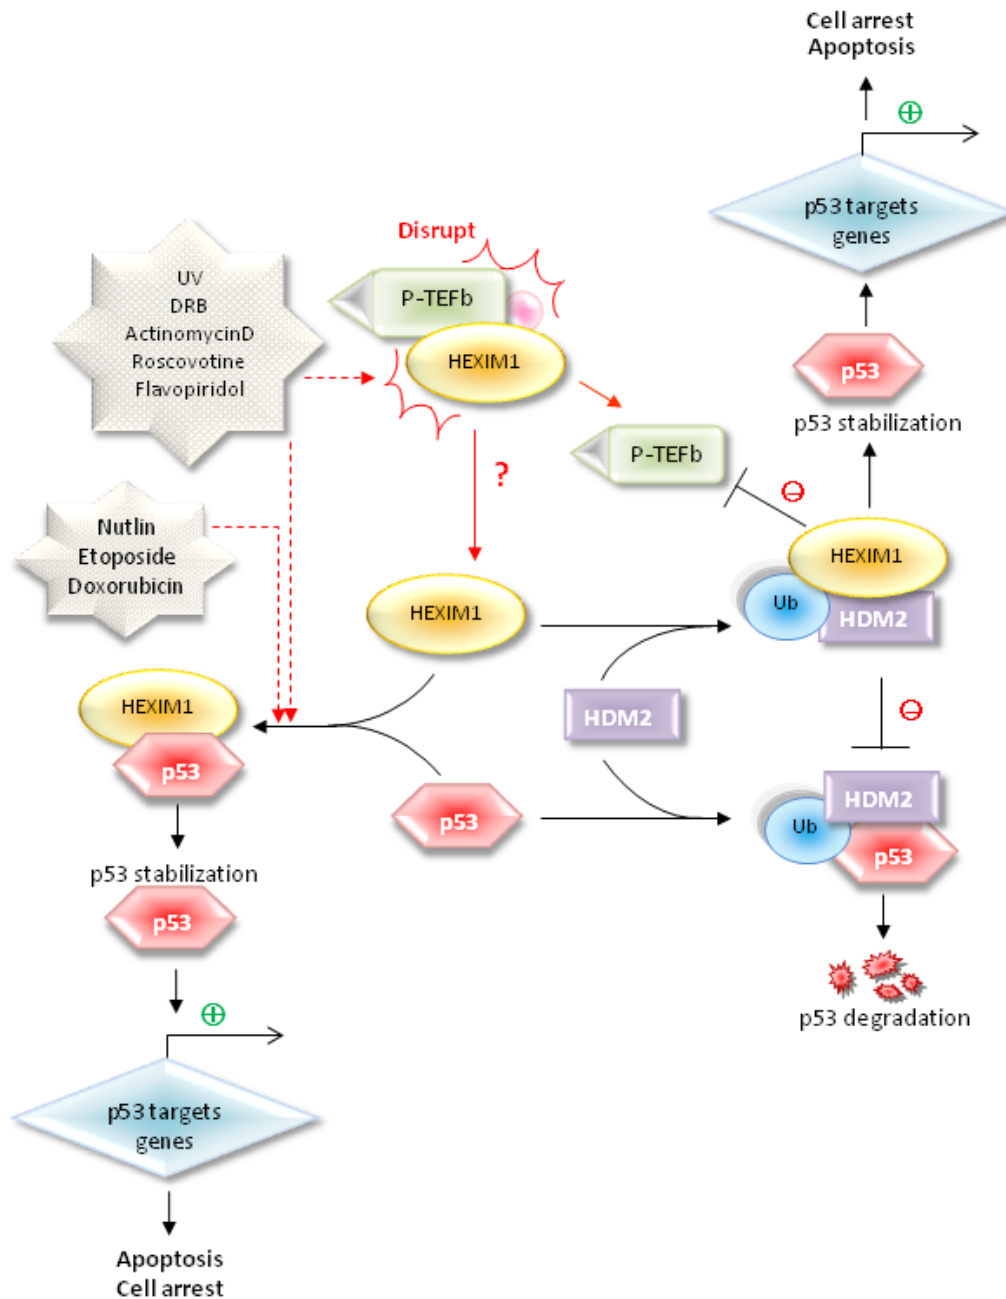 Cell arrest
Apoptosis
p53 targets
genes
p53
p53 stabilization
Disrupt
P-TEFb
HEXIM1
UV
DRB
ActinomycinD
Roscovotine
Flavopiridol
?
P-TEFb
Nutlin
Etoposide
Doxorubicin
HEXIM1
HEXIM1
Ub
HDM2
HEXIM1
p53
HDM2
p53
HDM2
Ub
p53
p53 stabilization
p53
p53 degradation
p53 targets
genes
Apoptosis
Cell arrest